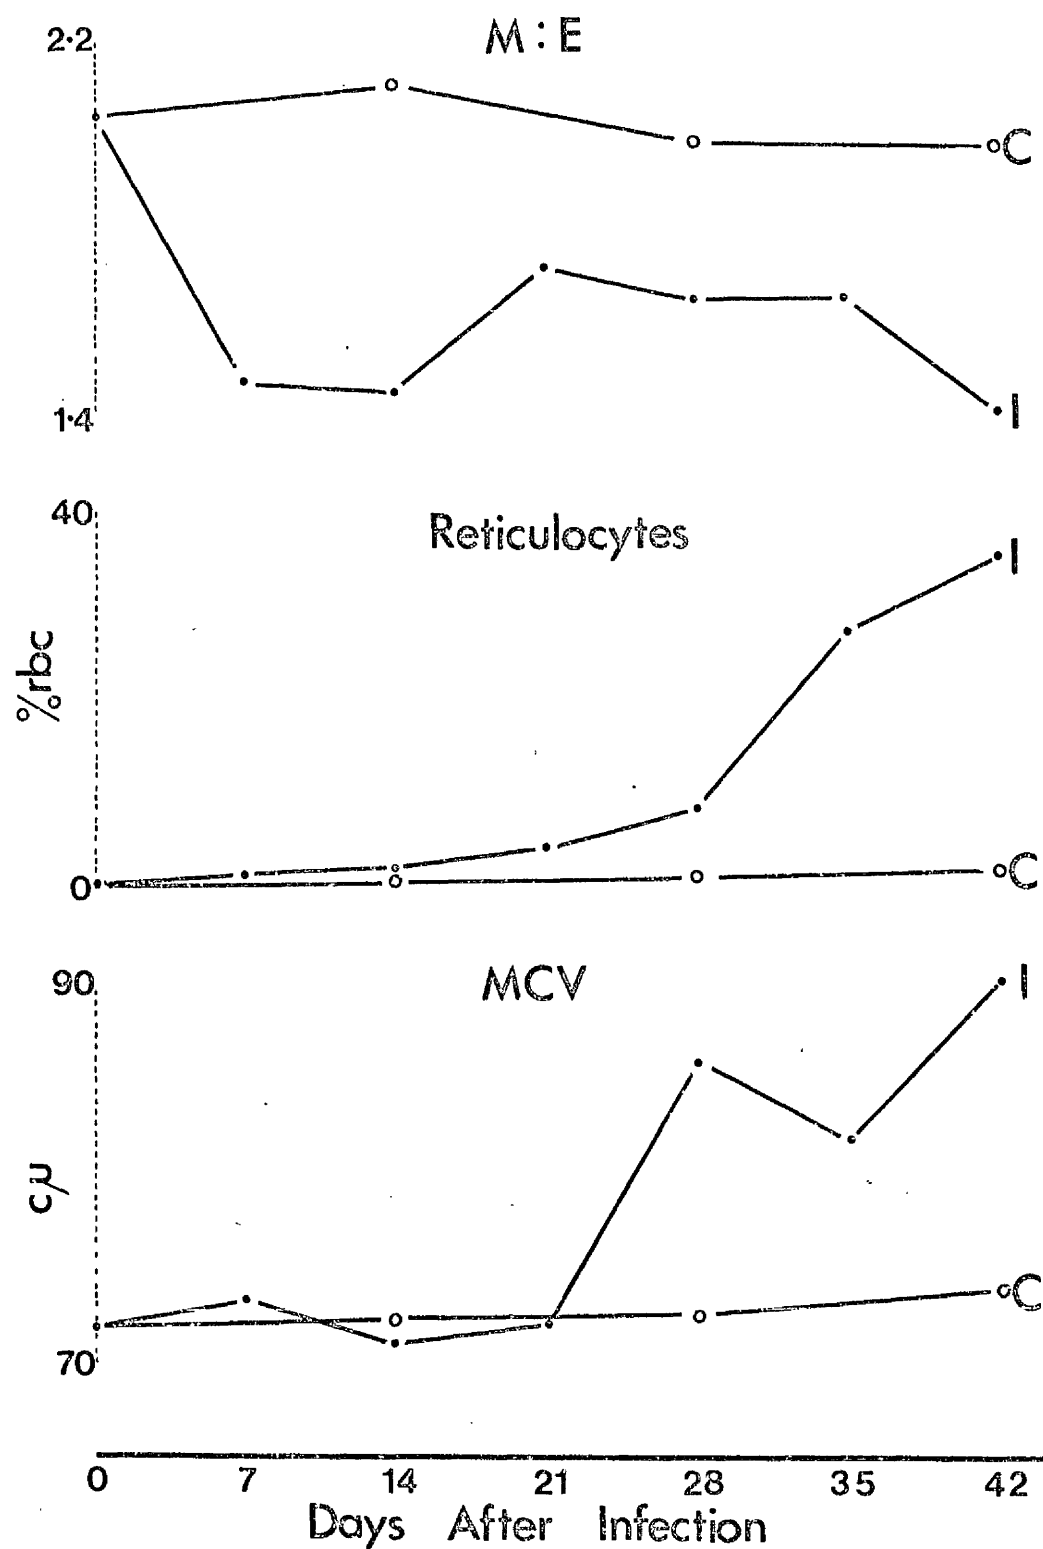 M : E
2·2
C
1·4
I
Reticulocytes
40
I
%rbc
0
C
MCV
90
I
cμ
C
70
0 7 14 21 28 35 42
Days After Infection